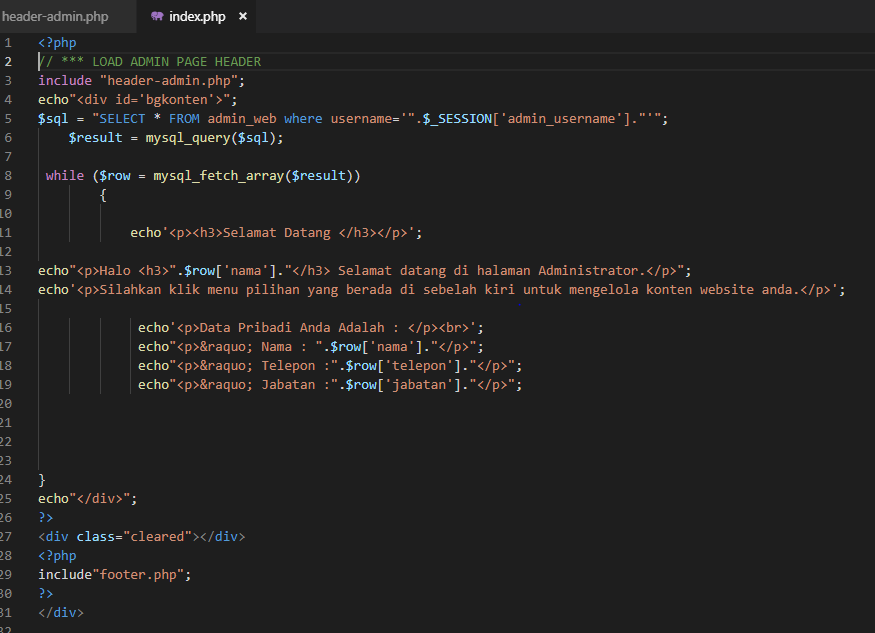 header-admin.php index.php ×
1 <?php
2 // *** LOAD ADMIN PAGE HEADER
3 include "header-admin.php";
4 echo"<div id='bgkonten'>";
5 $sql = "SELECT * FROM admin_web where username='".$_SESSION['admin_username']."'";
6 $result = mysql_query($sql);
7
8 while ($row = mysql_fetch_array($result))
9 {
10
11 echo'<p><h3>Selamat Datang </h3></p>';
12
13 echo"<p>Halo <h3>".$row['nama']."</h3> Selamat datang di halaman Administrator.</p>";
14 echo'<p>Silahkan klik menu pilihan yang berada di sebelah kiri untuk mengelola konten website anda.</p>';
15
16 echo'<p>Data Pribadi Anda Adalah : </p><br>';
17 echo"<p>&raquo; Nama : ".$row['nama']."</p>";
18 echo"<p>&raquo; Telepon :".$row['telepon']."</p>";
19 echo"<p>&raquo; Jabatan :".$row['jabatan']."</p>";
20
21
22
23
24 }
25 echo"</div>";
26 ?>
27 <div class="cleared"></div>
28 <?php
29 include"footer.php";
30 ?>
31 </div>
32